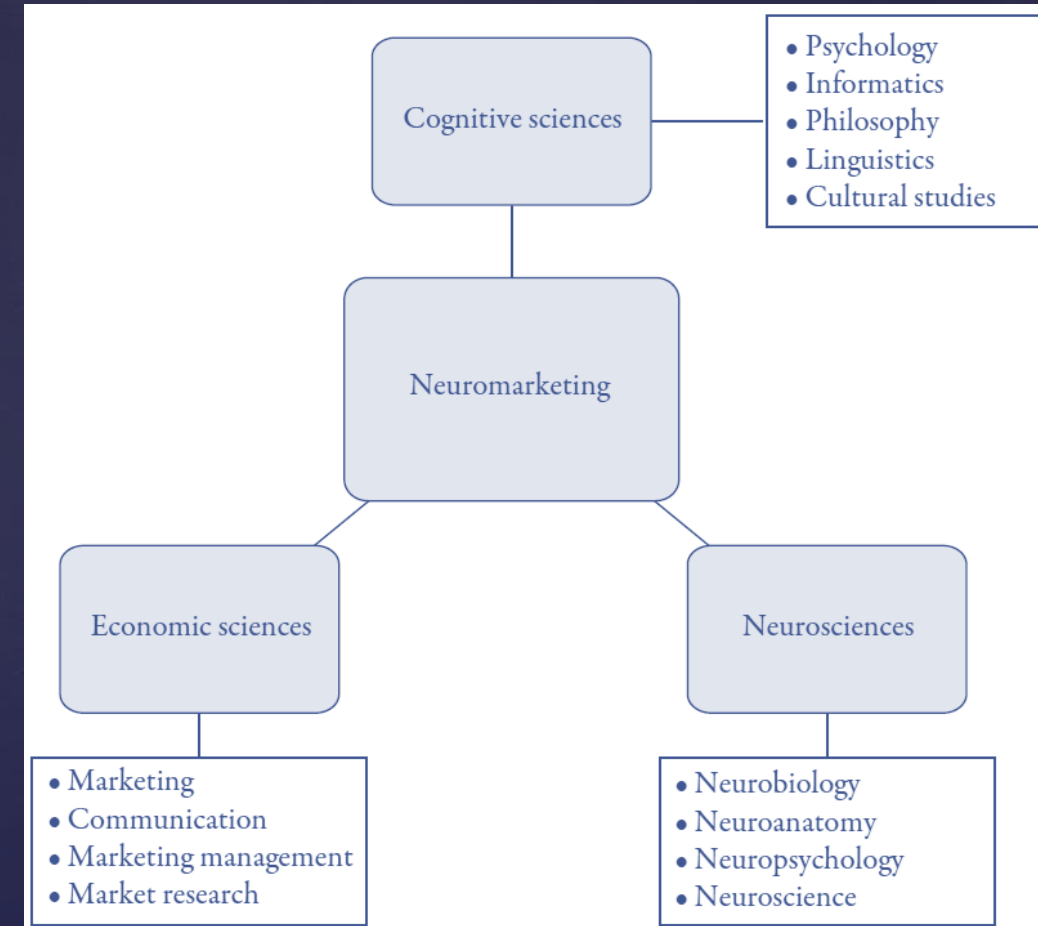 Cognitive sciences
• Psychology
• Informatics
• Philosophy
• Linguistics
• Cultural studies
Neuromarketing
Economic sciences
• Marketing
• Communication
• Marketing management
• Market research
Neurosciences
• Neurobiology
• Neuroanatomy
• Neuropsychology
• Neuroscience